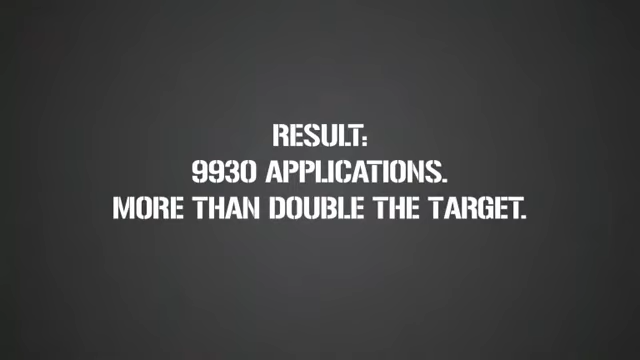 RESULT:
9930 APPLICATIONS.
MORE THAN DOUBLE THE TARGET.